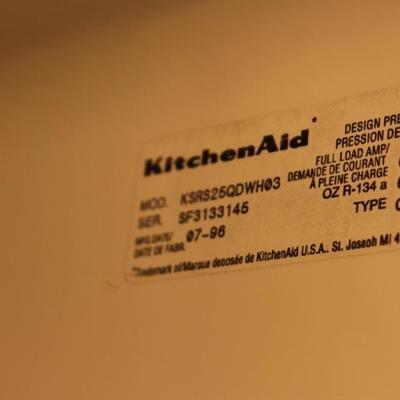 KitchenAid
MOD. KSRS25QDWH03
SER. SF3133145
MFG. DATE/ 07-96
DATE DE FABR.
DESIGN PRE
PRESSION DE
FULL LOAD AMP/
DEMANDE DE COURANT
À PLEINE CHARGE
OZ R-134 a
TYPE
*Trademark of/Marque deposée de KitchenAid U.S.A., St. Joseph MI 4